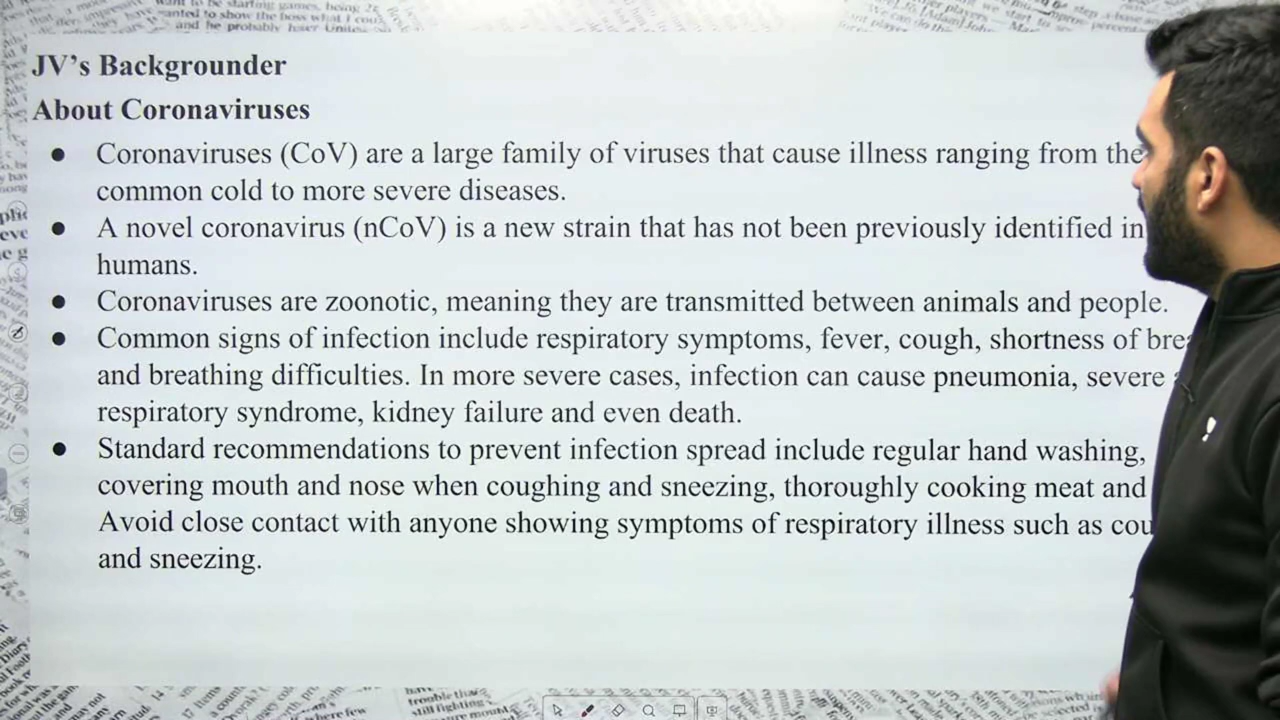 JV’s Backgrounder
About Coronaviruses
● Coronaviruses (CoV) are a large family of viruses that cause illness ranging from the
common cold to more severe diseases.
● A novel coronavirus (nCoV) is a new strain that has not been previously identified in
humans.
● Coronaviruses are zoonotic, meaning they are transmitted between animals and people.
● Common signs of infection include respiratory symptoms, fever, cough, shortness of
and breathing difficulties. In more severe cases, infection can cause pneumonia, severe
respiratory syndrome, kidney failure and even death.
● Standard recommendations to prevent infection spread include regular hand washing,
covering mouth and nose when coughing and sneezing, thoroughly cooking meat and
Avoid close contact with anyone showing symptoms of respiratory illness such as
and sneezing.